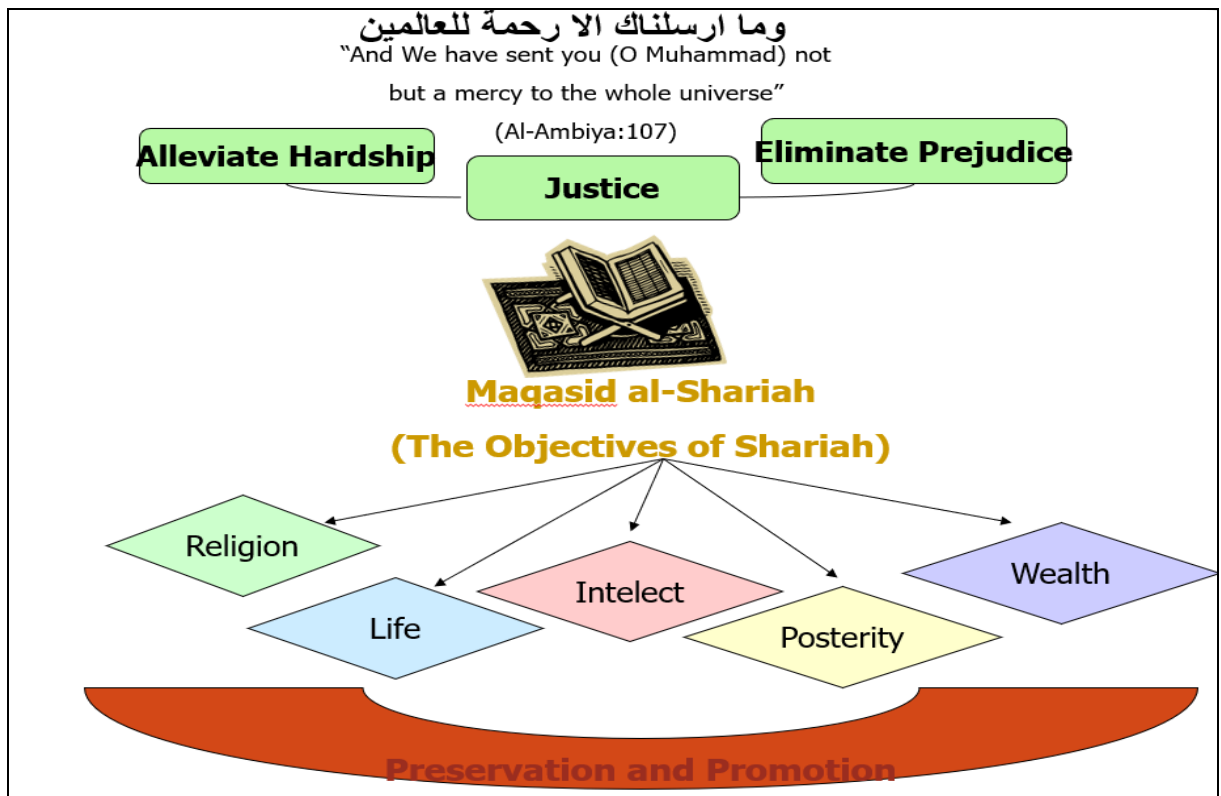 وما ارسلناك الا رحمة للعالمين
“And We have sent you (O Muhammad) not
but a mercy to the whole universe”
(Al-Ambiya:107)
Alleviate Hardship
Justice
Eliminate Prejudice
Maqasid al-Shariah
(The Objectives of Shariah)
Religion
Life
Intelect
Posterity
Wealth
Preservation and Promotion